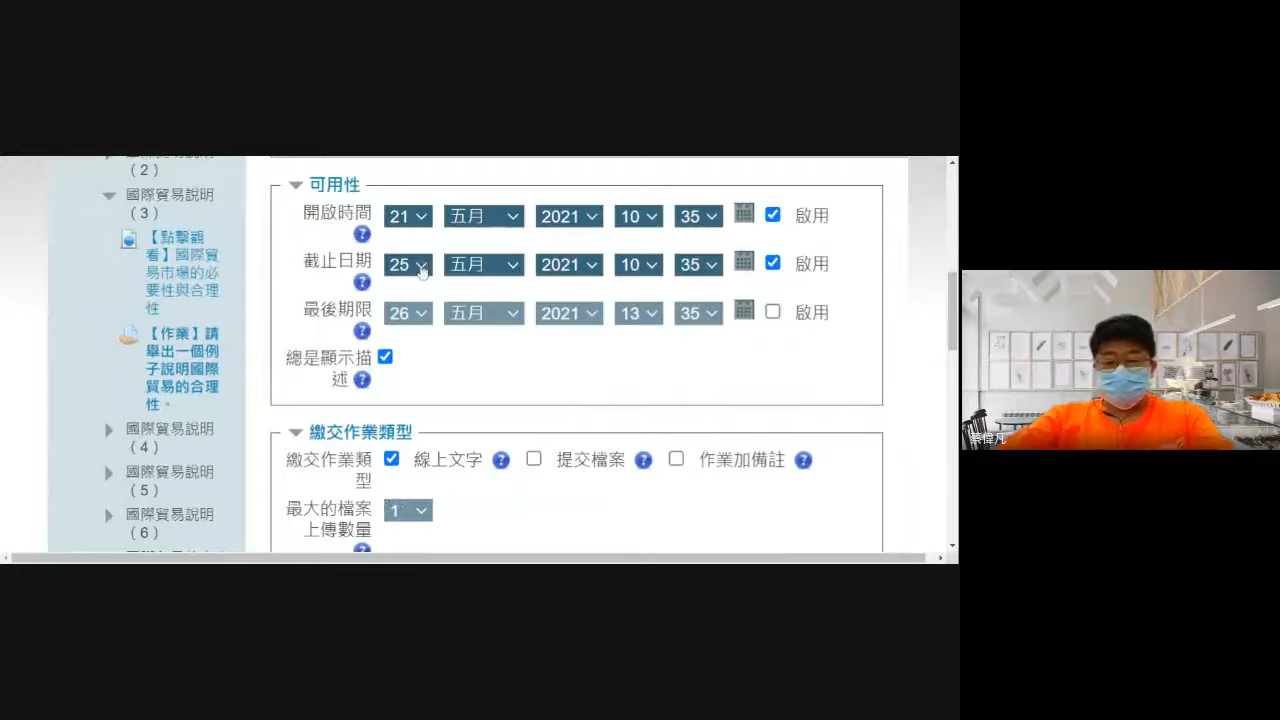 （2）
國際貿易說明
（3）
【點擊觀
看】國際貿
易市場的必
要性與合理
性
【作業】請
舉出一個例
子說明國際
貿易的合理
性。
國際貿易說明
（4）
國際貿易說明
（5）
國際貿易說明
（6）
可用性
開啟時間 21 五月 2021 10 35 啟用
截止日期 25 五月 2021 10 35 啟用
最後期限 26 五月 2021 13 35 啟用
總是顯示描
述
繳交作業類型
繳交作業類 線上文字 提交檔案 作業加備註
型
最大的檔案 1
上傳數量
蔡偉凡